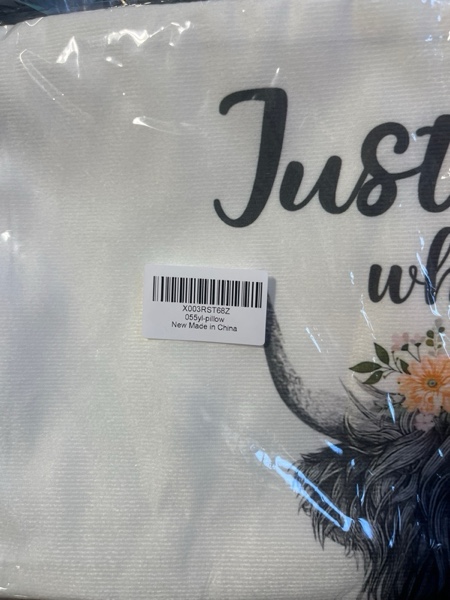 Just
wh
X003RST68Z
055yl-pillow
New Made in China